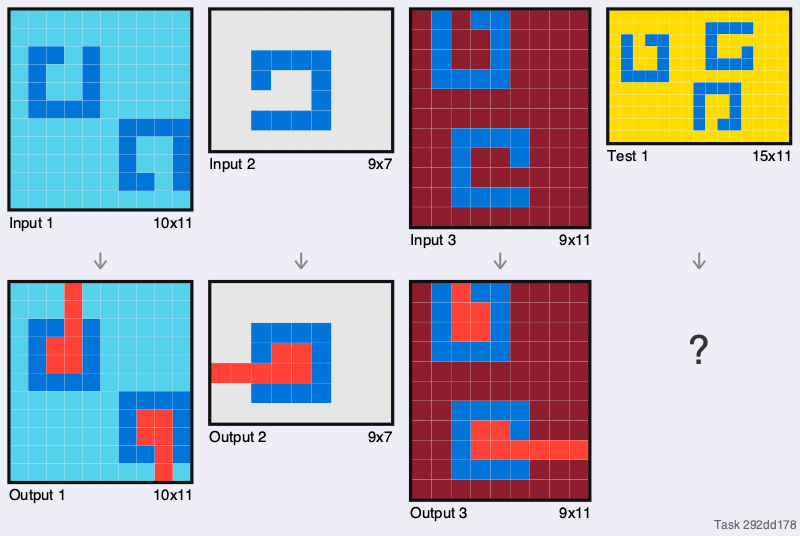 Input 1 10x11
Input 2 9x7
Input 3 9x11
Test 1 15x11
?
Output 1 10x11
Output 2 9x7
Output 3 9x11
Task 292dd178